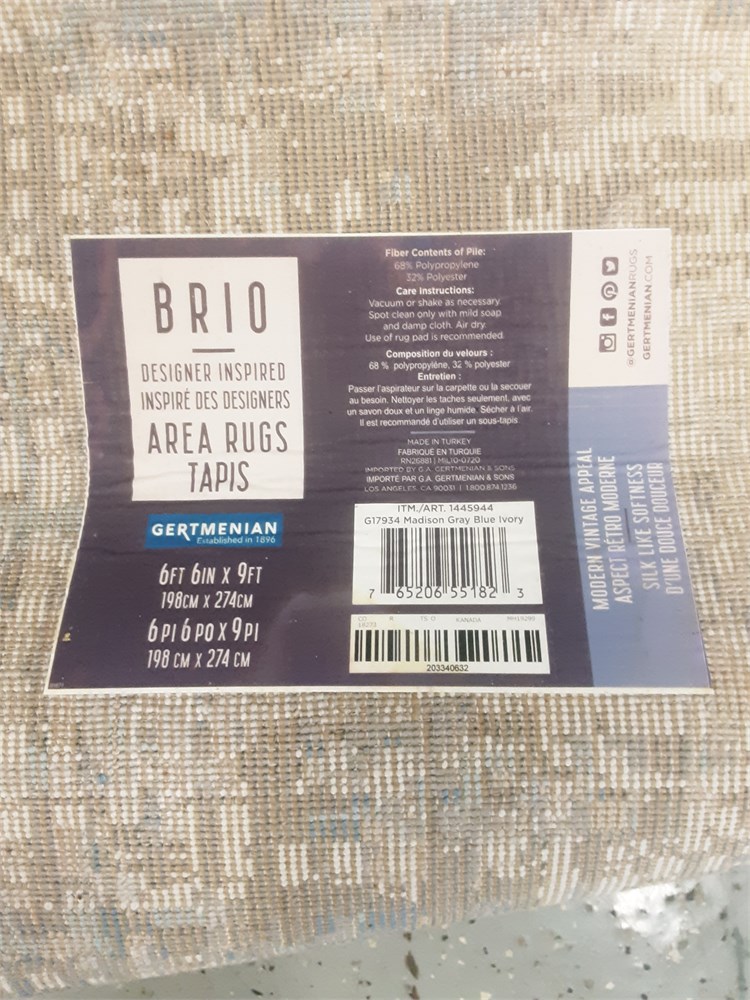 BRIO
DESIGNER INSPIRED
INSPIRÉ DES DESIGNERS
AREA RUGS
TAPIS
GERTMENIAN
Established in 1896
6FT 6IN X 9FT
198CM X 274CM
6 PI 6 PO X 9 PI
198 CM X 274 CM
Fiber Contents of Pile:
68% Polypropylene
32% Polyester
Care Instructions:
Vacuum or shake as necessary.
Spot clean only with mild soap
and damp cloth. Air dry.
Use of rug pad is recommended.
Composition du velours :
68 % polypropylène, 32 % polyester
Entretien :
Passer l'aspirateur sur la carpette ou la secouer
au besoin. Nettoyer les taches seulement, avec
un savon doux et un linge humide. Sécher à l'air.
Il est recommandé d'utiliser un sous-tapis.
MADE IN TURKEY
FABRIQUÉ EN TURQUIE
RN26881 | MIL10-0720
IMPORTED BY G.A. GERTMENIAN & SONS
IMPORTÉ PAR G.A. GERTMENIAN & SONS
LOS ANGELES, CA 90031 | 1.800.874.1236
ITM./ART. 1445944
G17934 Madison Gray Blue Ivory
7 65206 55182 3
KANADA
203340632
@GERTMENIANRUGS
GERTMENIAN.COM
MODERN VINTAGE APPEAL
ASPECT RÉTRO MODERNE
SILK LIKE SOFTNESS
D'UNE DOUCE DOUCEUR